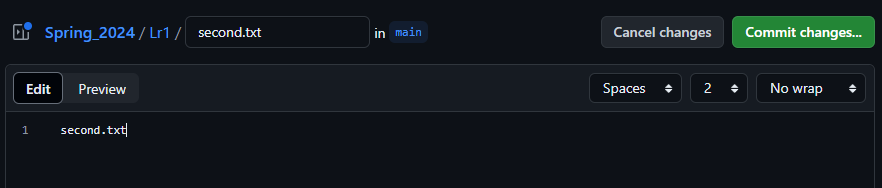 Spring_2024 / Lr1 / second.txt in main Cancel changes Commit changes...
Edit Preview Spaces 2 No wrap
1 second.txt